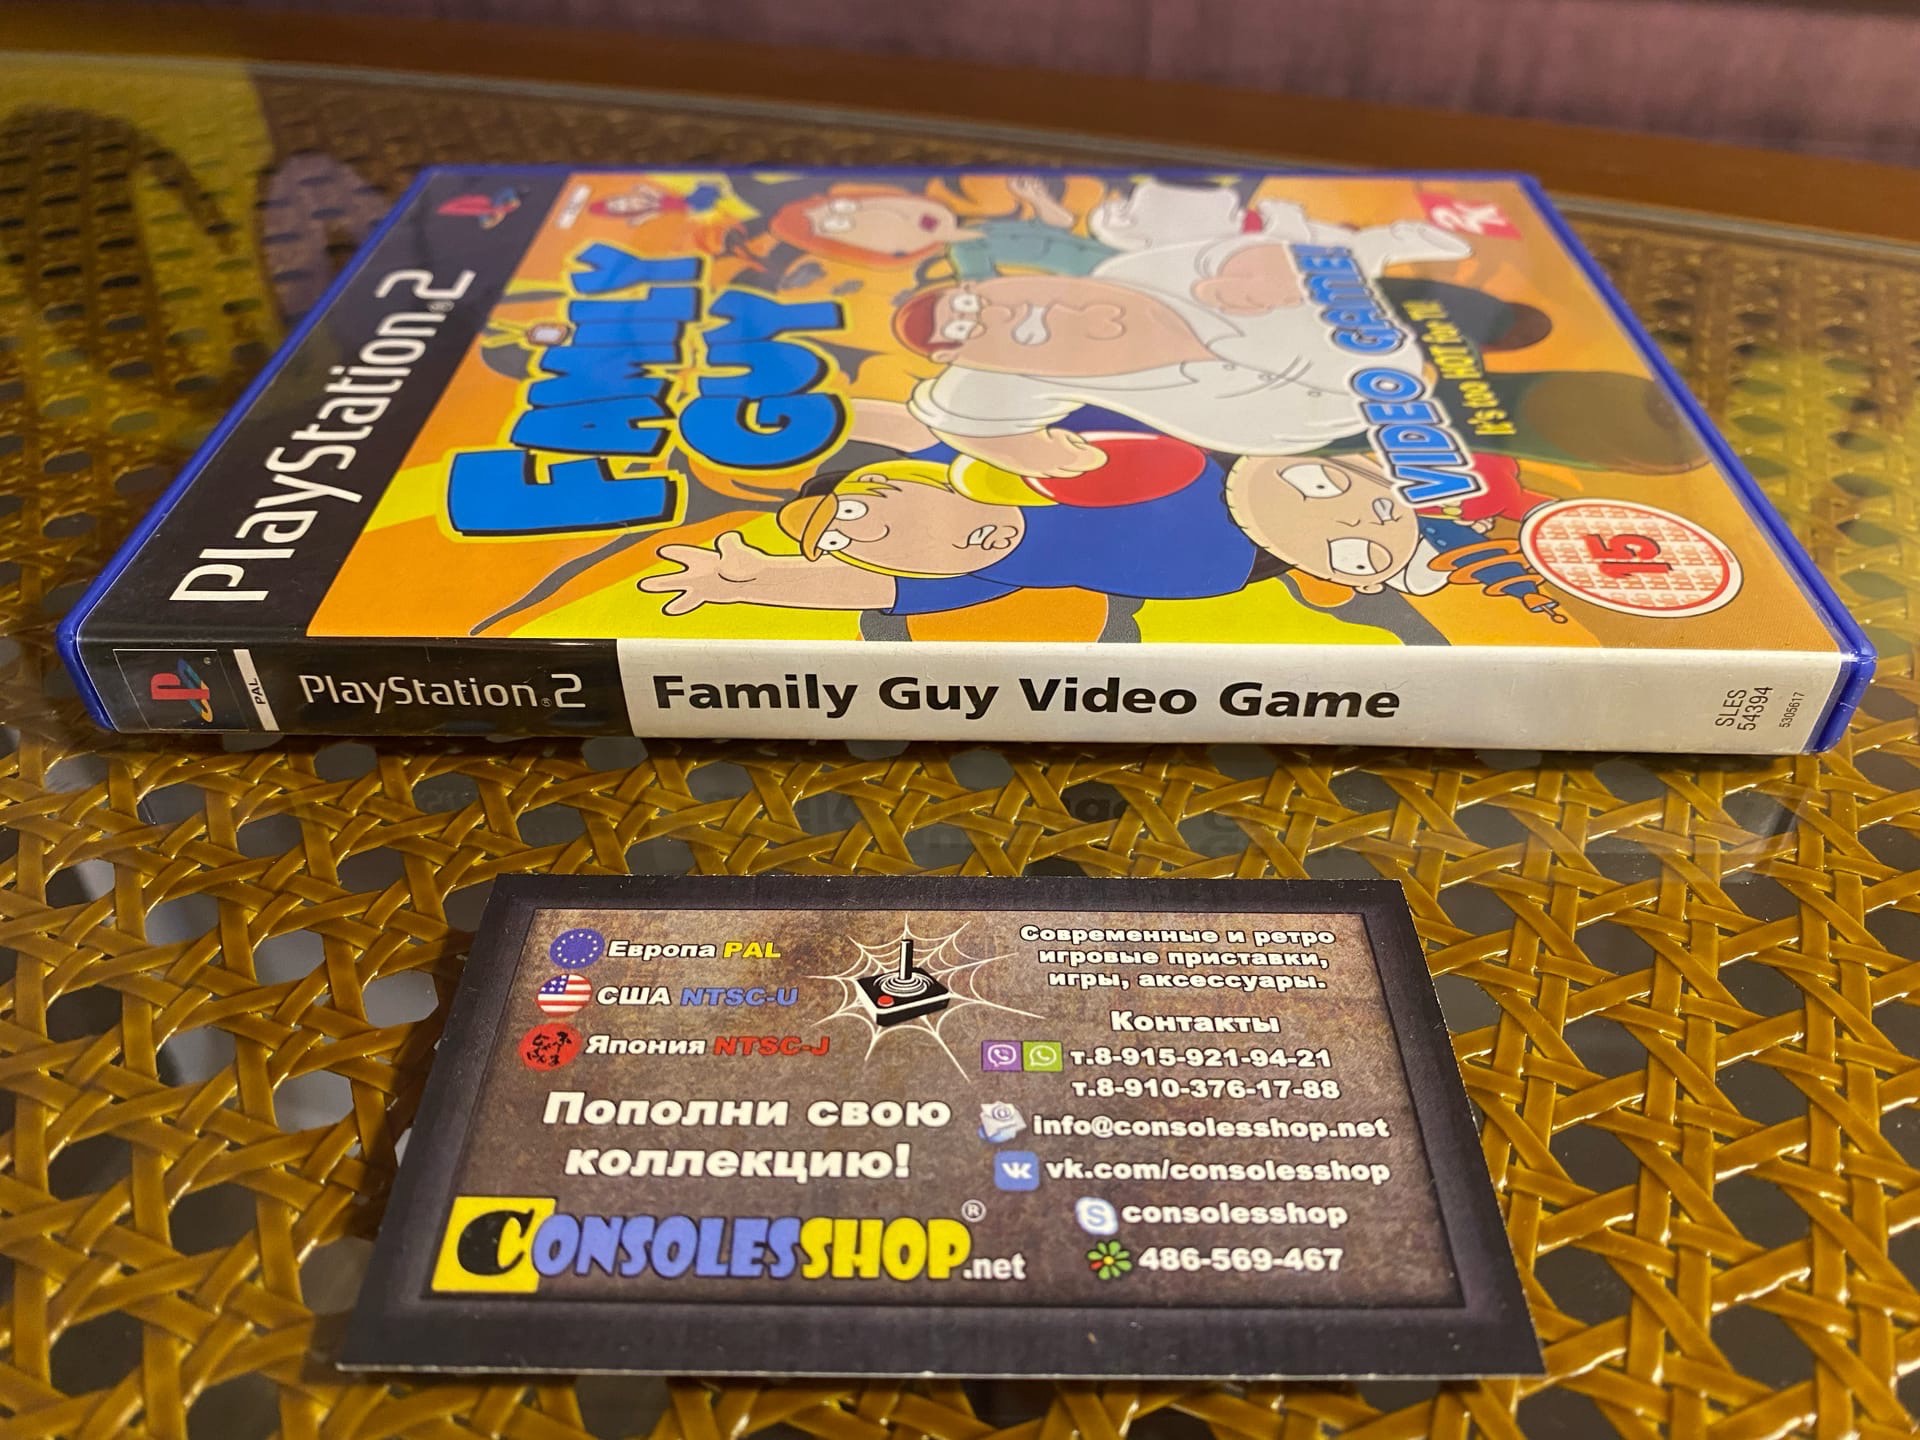 PlayStation®2
FAMILY
GUY
VIDEO GAME!
It's too HOT for TV!
2K
15
PAL
PlayStation®2
Family Guy Video Game
SLES
54394
5305617
Европа PAL
США NTSC-U
Япония NTSC-J
Пополни свою
коллекцию!
CONSOLESSHOP®.net
Современные и ретро
игровые приставки,
игры, аксессуары.
Контакты
т.8-915-921-94-21
т.8-910-376-17-88
info@consolesshop.net
vk.com/consolesshop
consolesshop
486-569-467